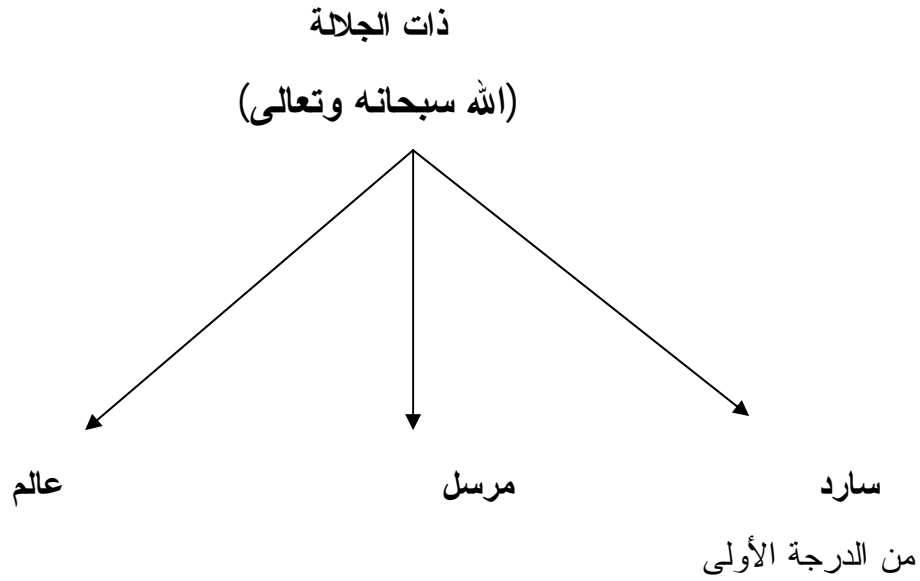 ذات الجلالة
(الله سبحانه وتعالى)
سارد مرسل عالم
من الدرجة الأولى